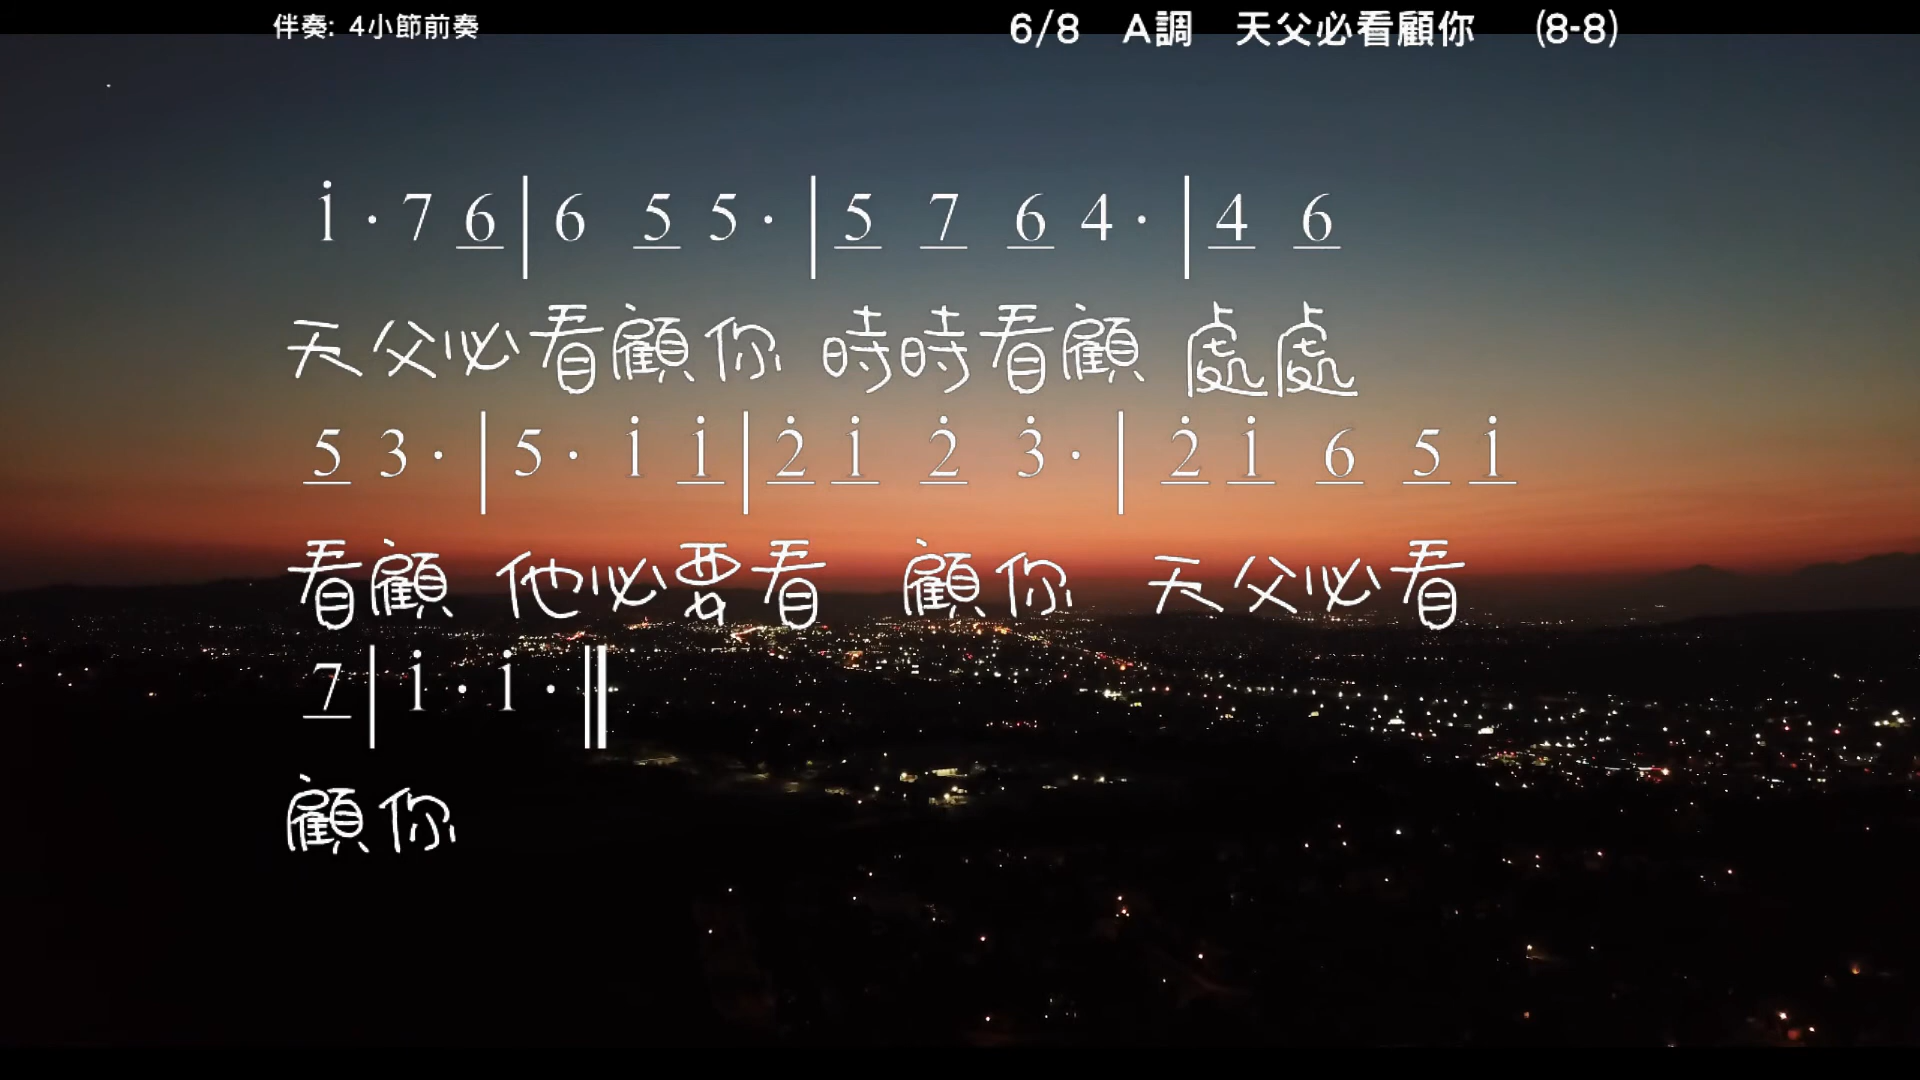 伴奏: 4小節前奏 6/8 A調 天父必看顧你 (8-8)
i̇ · 7 6 | 6 5 5 · | 5 7 6 4 · | 4 6
天父必看顧你 時時看顧 處處
5 3 · | 5 · i̇ i̇ | 2̇ i̇ 2̇ 3̇ · | 2̇ i̇ 6 5 i̇
看顧 他必要看 顧你 天父必看
7 | i̇ · i̇ · ‖
顧你